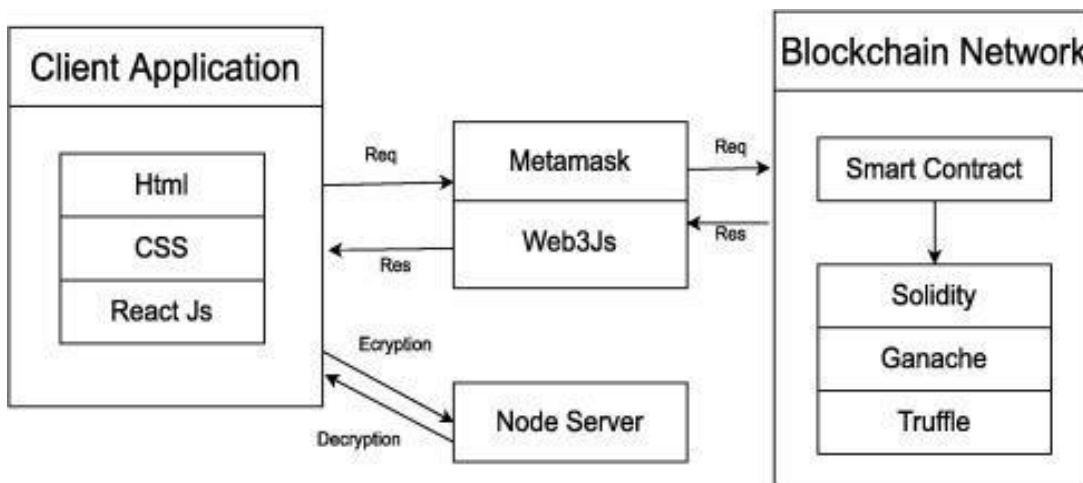 Client Application
Html
CSS
React Js
Req
Res
Metamask
Web3Js
Req
Res
Ecryption
Decryption
Node Server
Blockchain Network
Smart Contract
Solidity
Ganache
Truffle